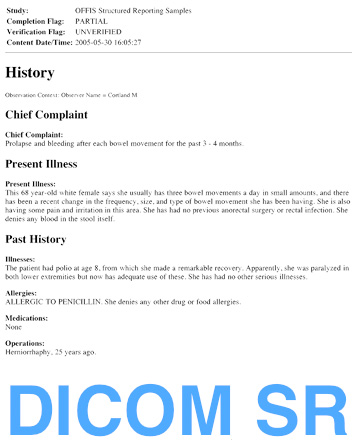 Study: OFFIS Structured Reporting Samples
Completion Flag: PARTIAL
Verification Flag: UNVERIFIED
Content Date/Time: 2005-05-30 16:05:27
History
Observation Context: Observer Name = Cortland M.
Chief Complaint
Chief Complaint:
Prolapse and bleeding after each bowel movement for the past 3 - 4 months.
Present Illness
Present Illness:
This 68 year-old white female says she usually has three bowel movements a day in small amounts, and there
has been a recent change in the frequency, size, and type of bowel movement she has been having. She is also
having some pain and irritation in this area. She has had no previous anorectal surgery or rectal infection. She
denies any blood in the stool itself.
Past History
Illnesses:
The patient had polio at age 8, from which she made a remarkable recovery. Apparently, she was paralyzed in
both lower extremities but now has adequate use of these. She has had no other serious illnesses.
Allergies:
ALLERGIC TO PENICILLIN. She denies any other drug or food allergies.
Medications:
None
Operations:
Herniorrhaphy, 25 years ago.
DICOM SR